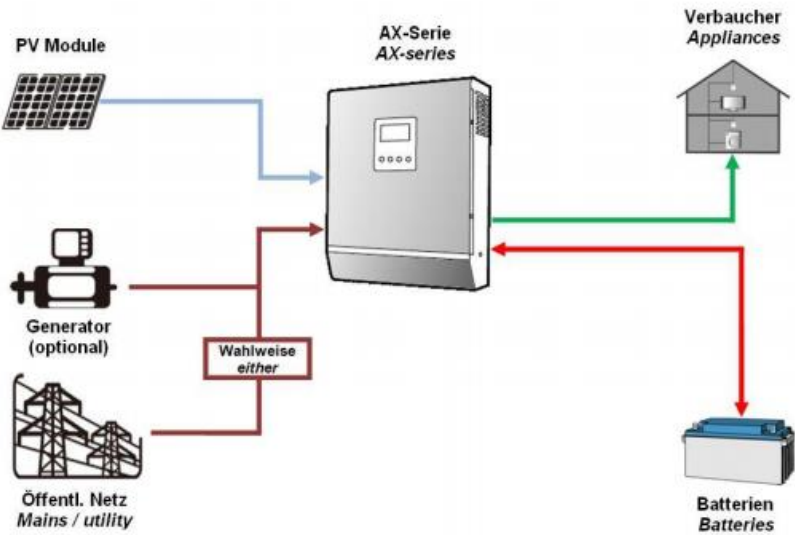 PV Module
AX-Serie
AX-series
Verbaucher
Appliances
Generator
(optional)
Wahlweise
either
Öffentl. Netz
Mains / utility
Batterien
Batteries